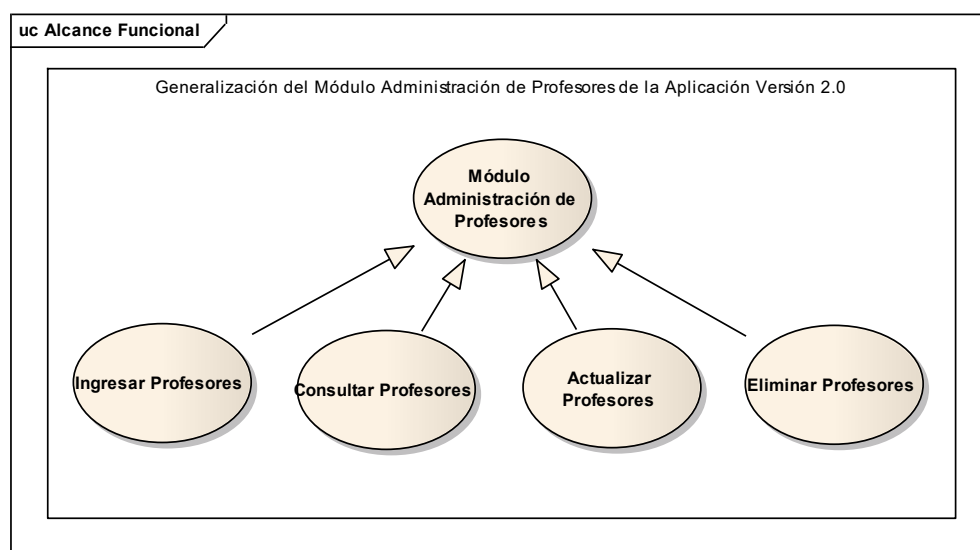 uc Alcance Funcional
Generalización del Módulo Administración de Profesores de la Aplicación Versión 2.0
Módulo
Administración de
Profesores
Ingresar Profesores
Consultar Profesores
Actualizar
Profesores
Eliminar Profesores